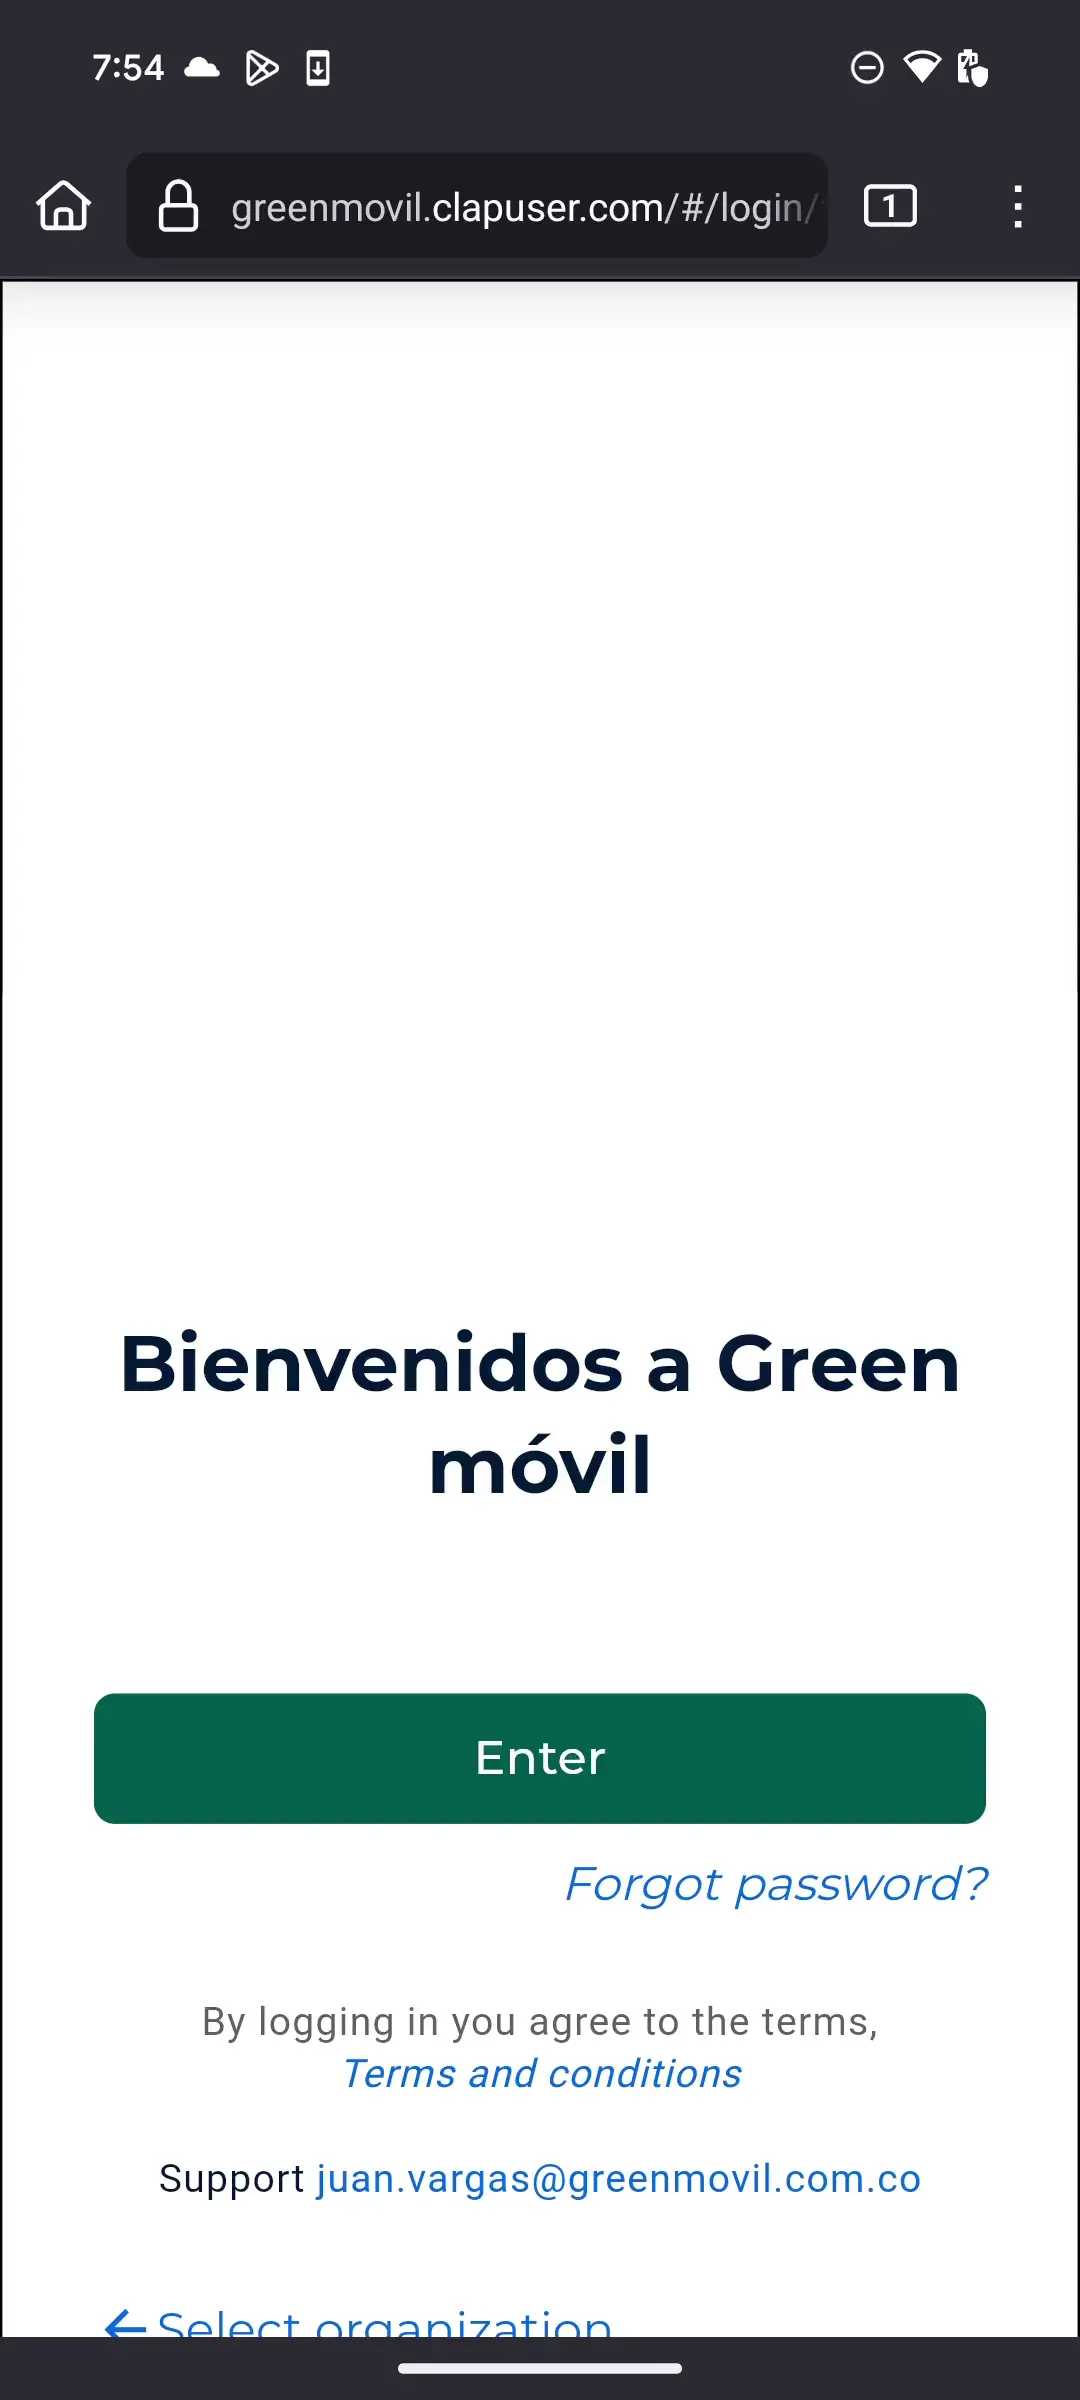 7:54
greenmovil.clapuser.com/#/login/
1
Bienvenidos a Green
móvil
Enter
Forgot password?
By logging in you agree to the terms,
Terms and conditions
Support juan.vargas@greenmovil.com.co
←Select organization